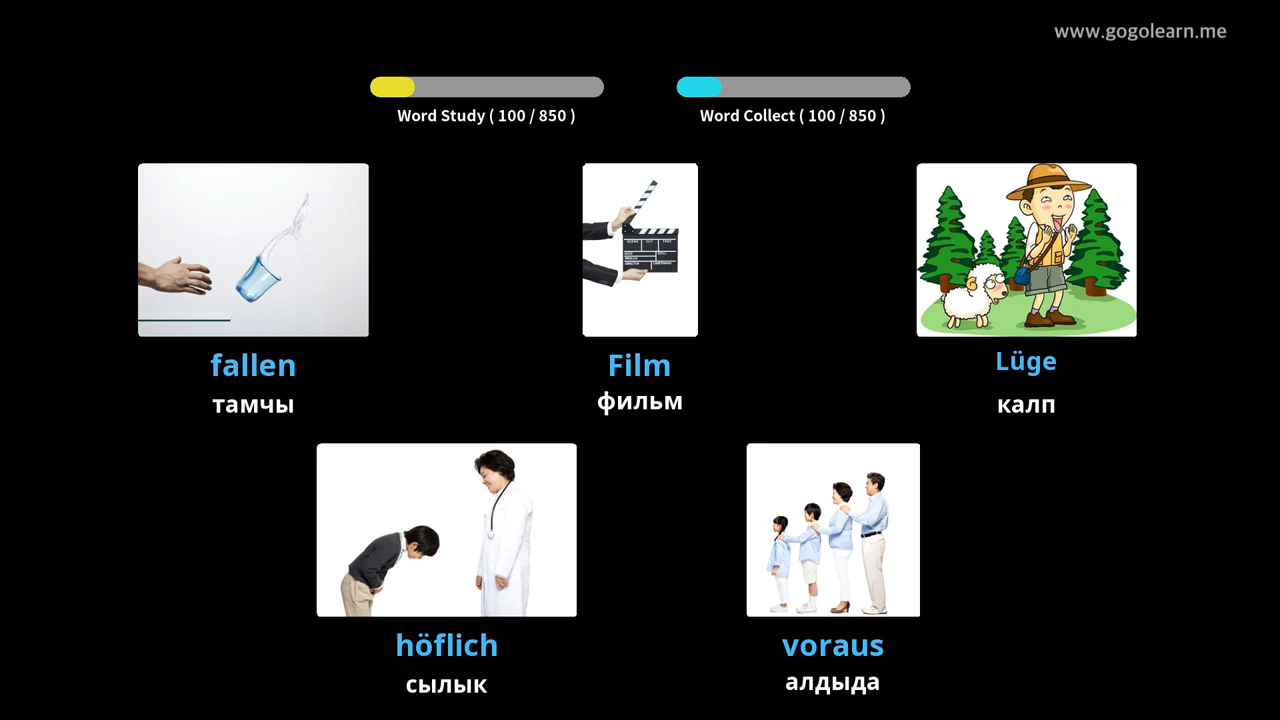 www.gogolearn.me
Word Study ( 100 / 850 )
Word Collect ( 100 / 850 )
fallen
тамчы
Film
фильм
Lüge
калп
höflich
сылык
voraus
алдыда